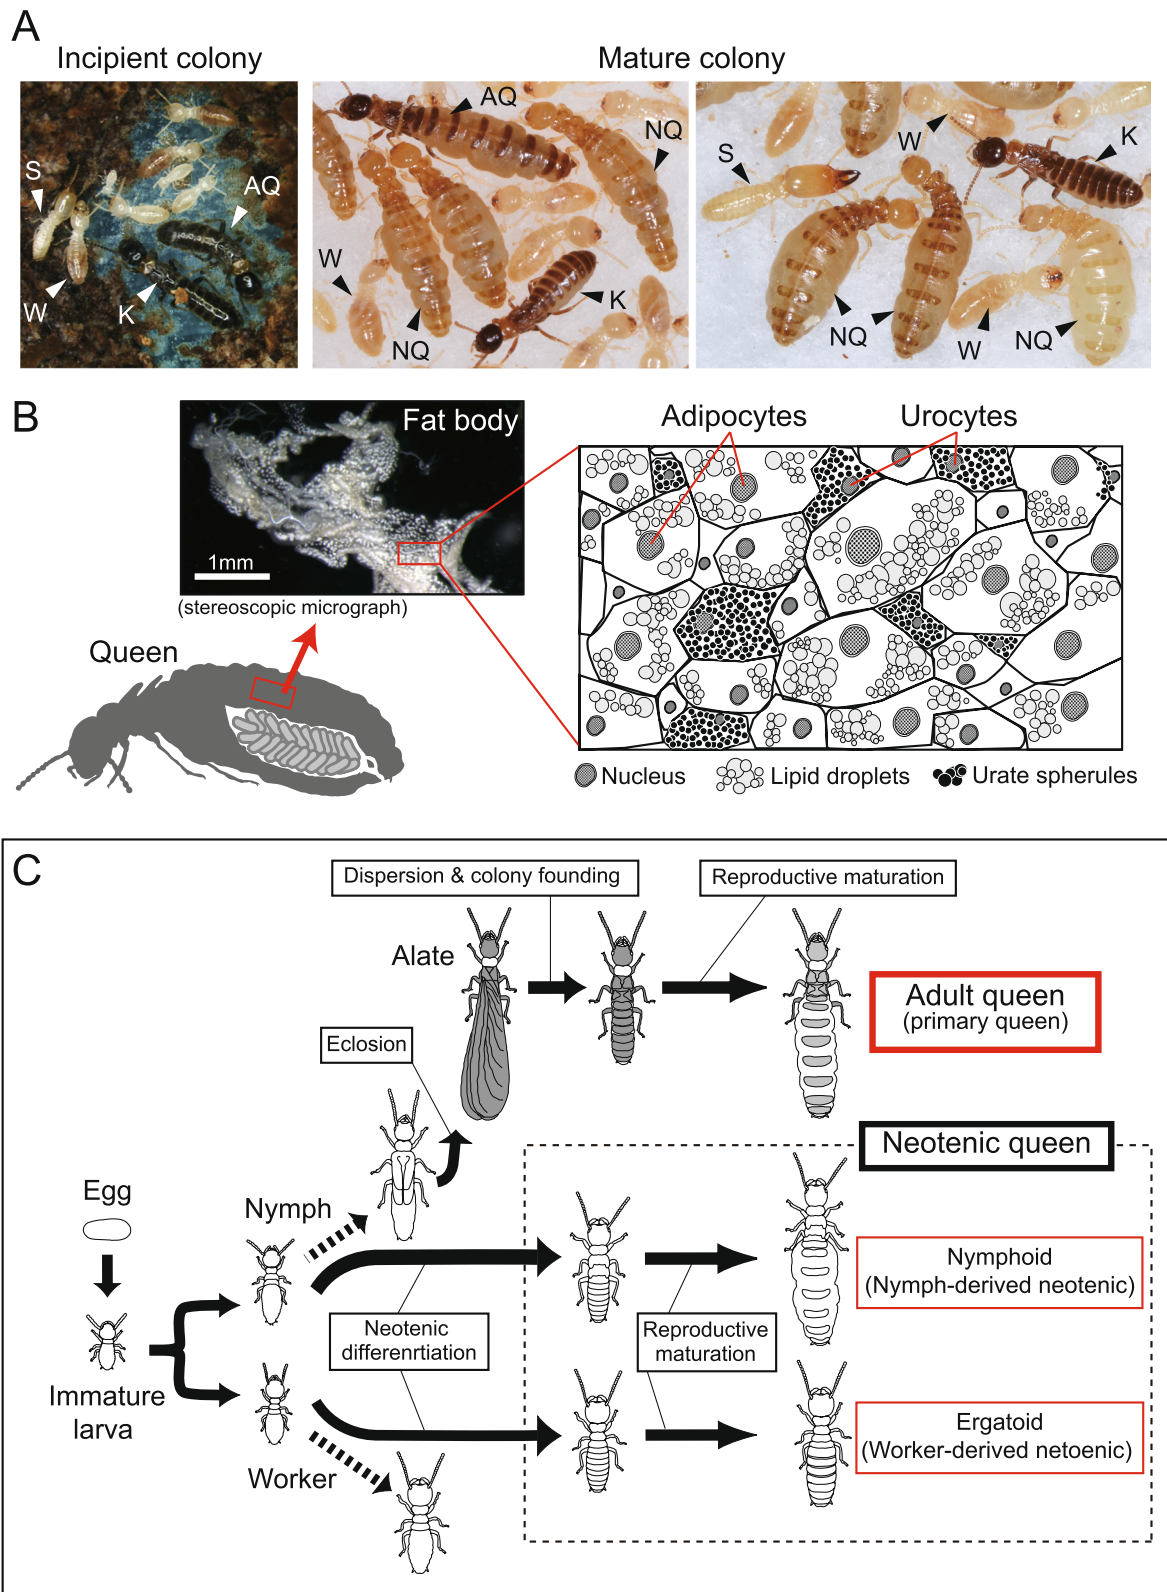 A
Incipient colony
Mature colony
S
W
K
AQ
AQ
NQ
W
NQ
K
S
W
W
K
NQ
W
NQ
B
Fat body
1mm
(stereoscopic micrograph)
Queen
Adipocytes
Urocytes
Nucleus
Lipid droplets
Urate spherules
C
Dispersion & colony founding
Reproductive maturation
Alate
Adult queen
(primary queen)
Eclosion
Neotenic queen
Egg
Nymph
Nymphoid
(Nymph-derived neotenic)
Neotenic
differenrtiation
Reproductive
maturation
Immature
larva
Worker
Ergatoid
(Worker-derived netoenic)